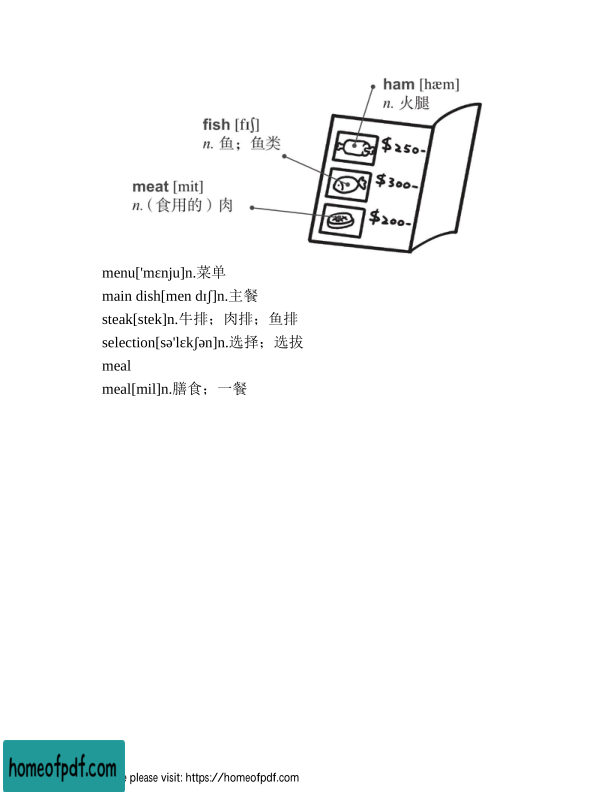 ham [hæm]
n. 火腿
fish [fɪʃ]
n. 鱼；鱼类
meat [mit]
n.（食用的）肉
$250-
$300-
$200-
menu['mɛnju]n.菜单
main dish[men dɪʃ]n.主餐
steak[stek]n.牛排；肉排；鱼排
selection[sə'lɛkʃən]n.选择；选拔
meal
meal[mil]n.膳食；一餐
homeofpdf.com
please visit: https://homeofpdf.com